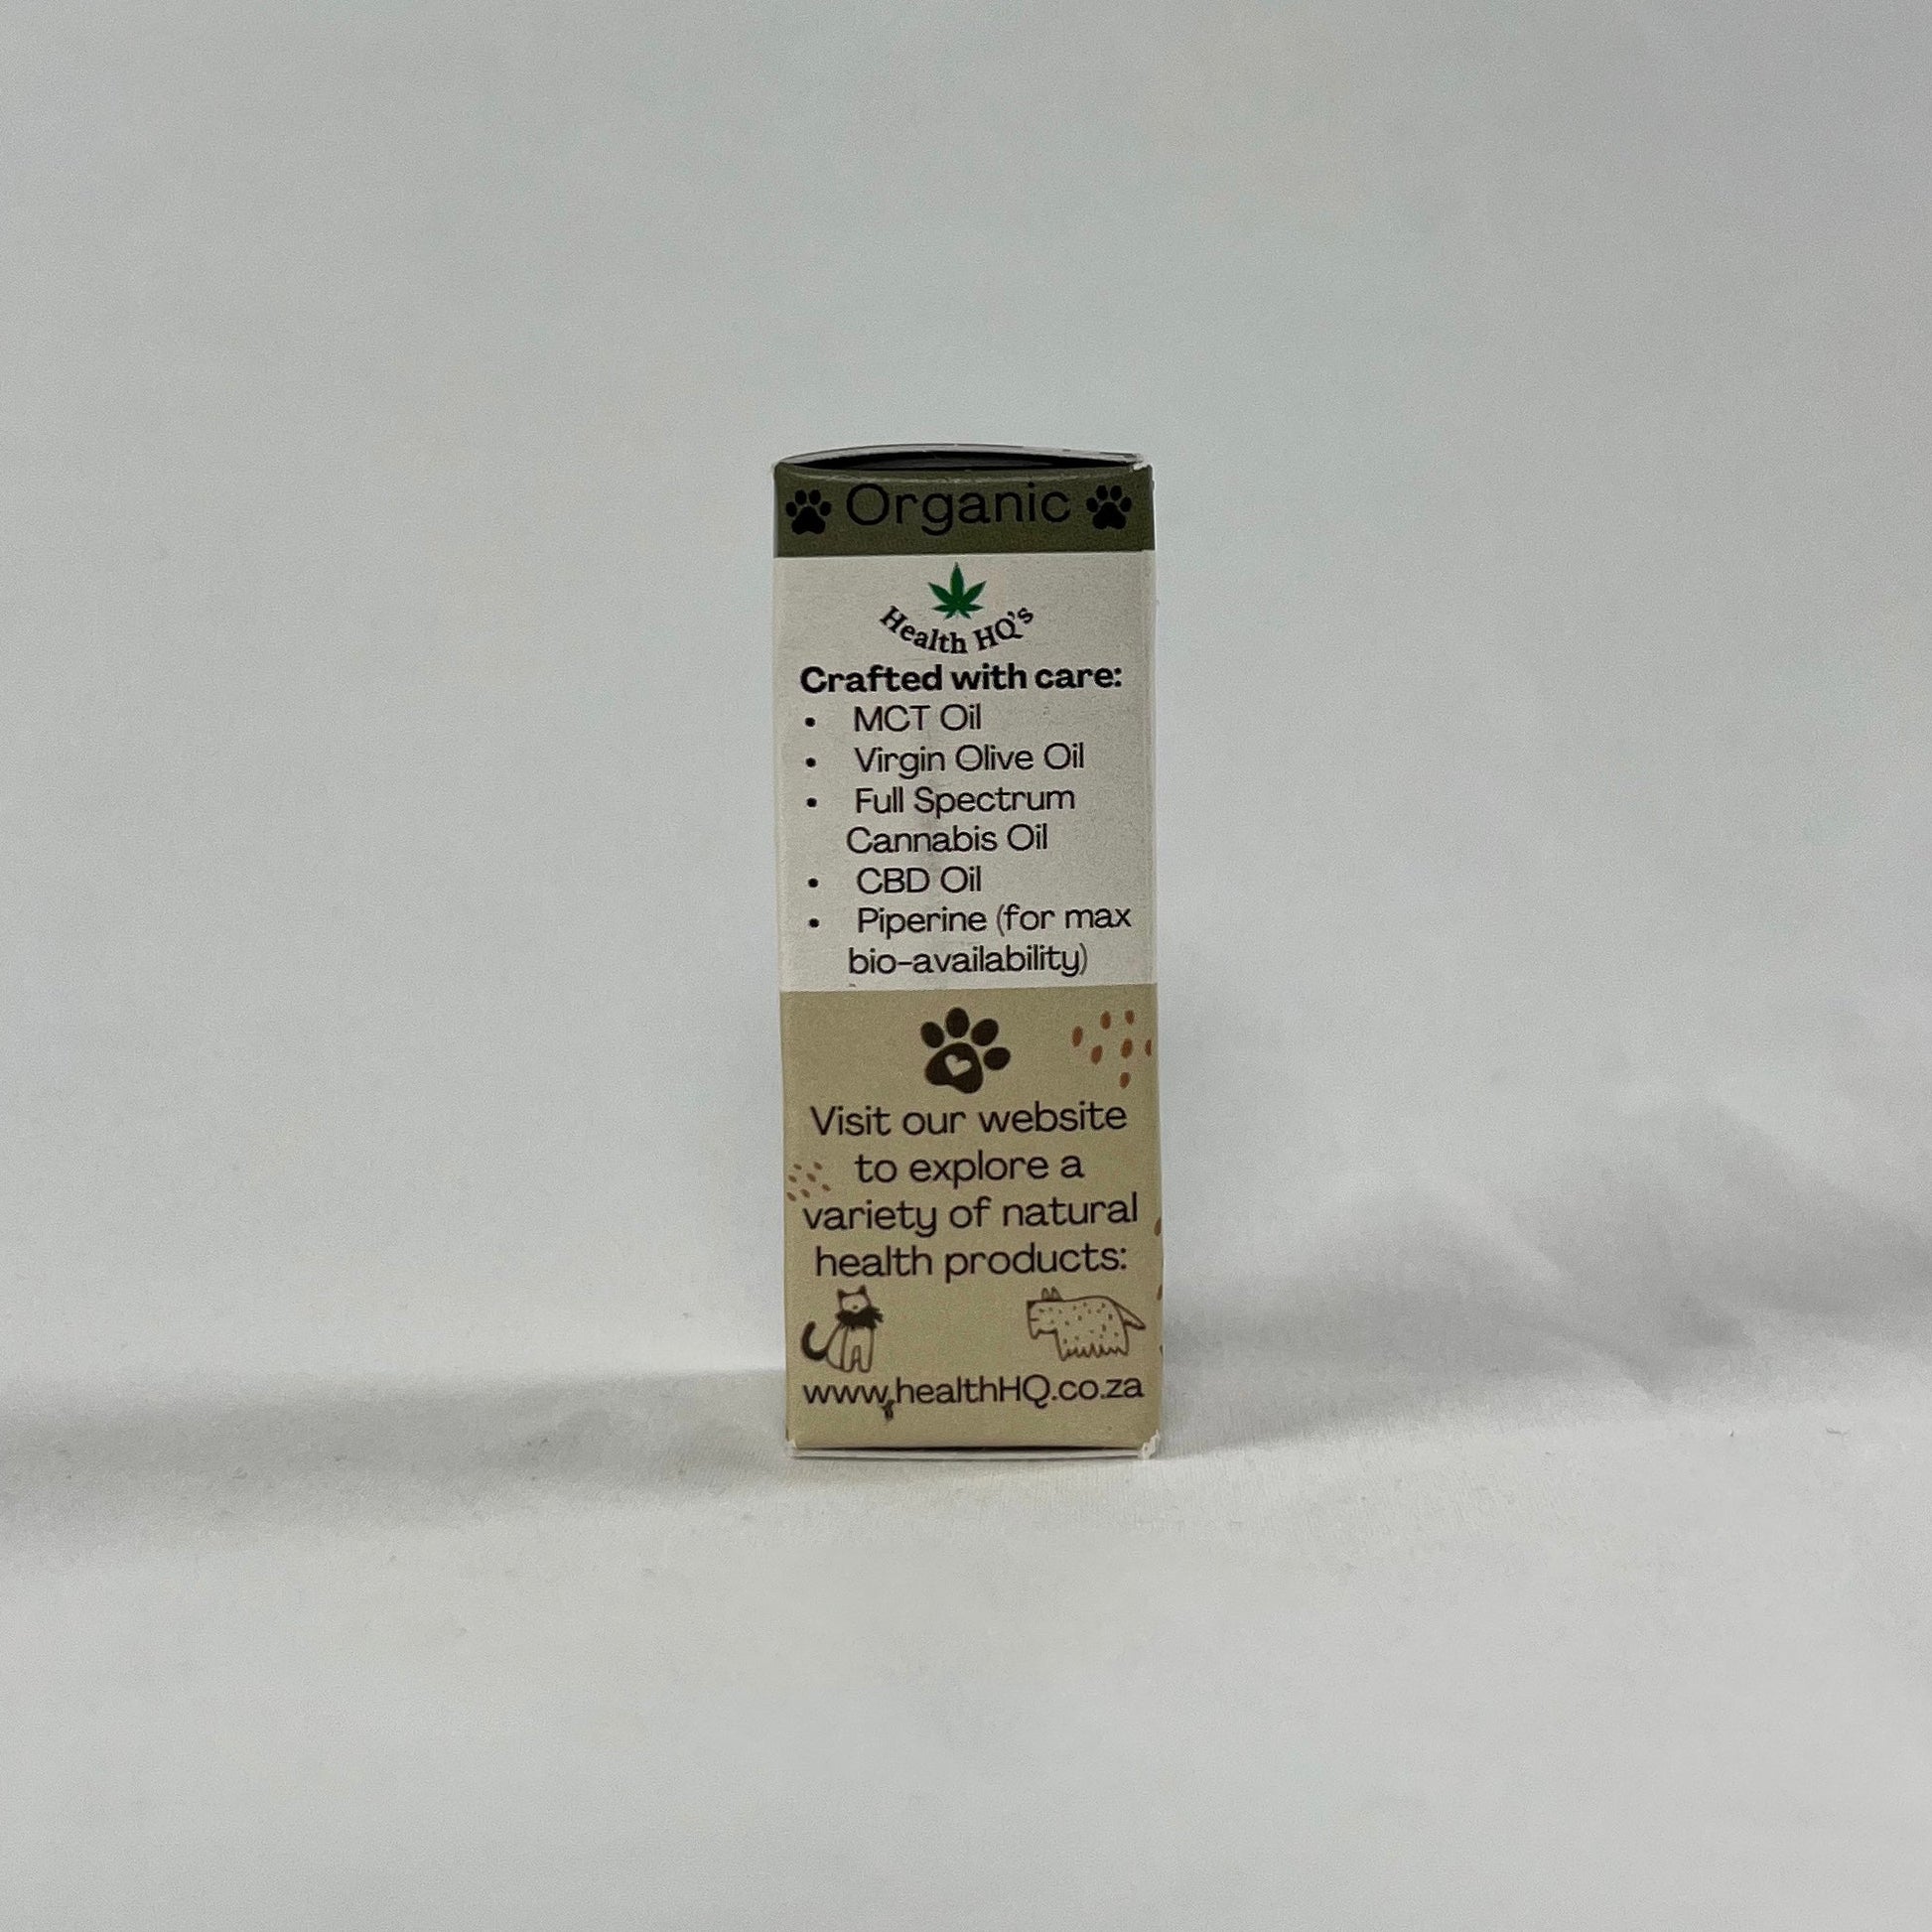 Organic
Health HQ's
Crafted with care:
• MCT Oil
• Virgin Olive Oil
• Full Spectrum
Cannabis Oil
• CBD Oil
• Piperine (for max
bio-availability)
Visit our website
to explore a
variety of natural
health products:
www.healthHQ.co.za